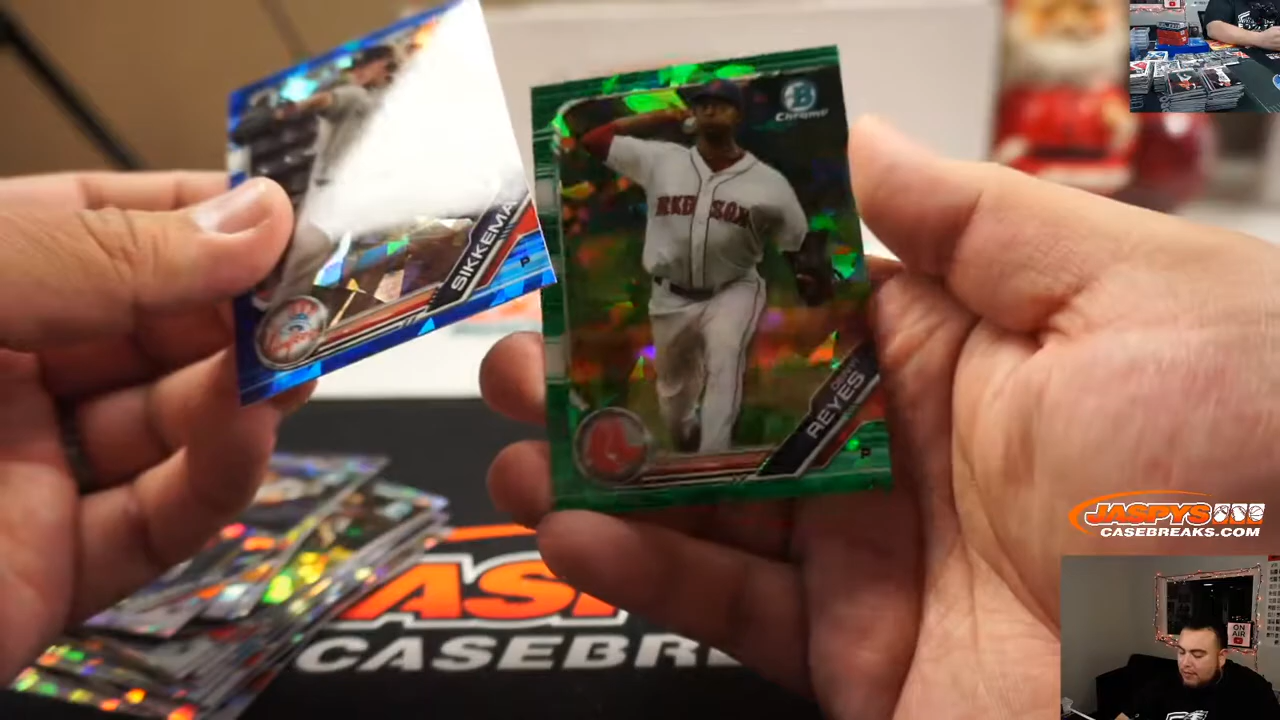 SIKKEMA
P
B
Chrome
RED SOX
REYES
P
JASPYS
CASEBREAKS.COM
ON
AIR
CASEBRE